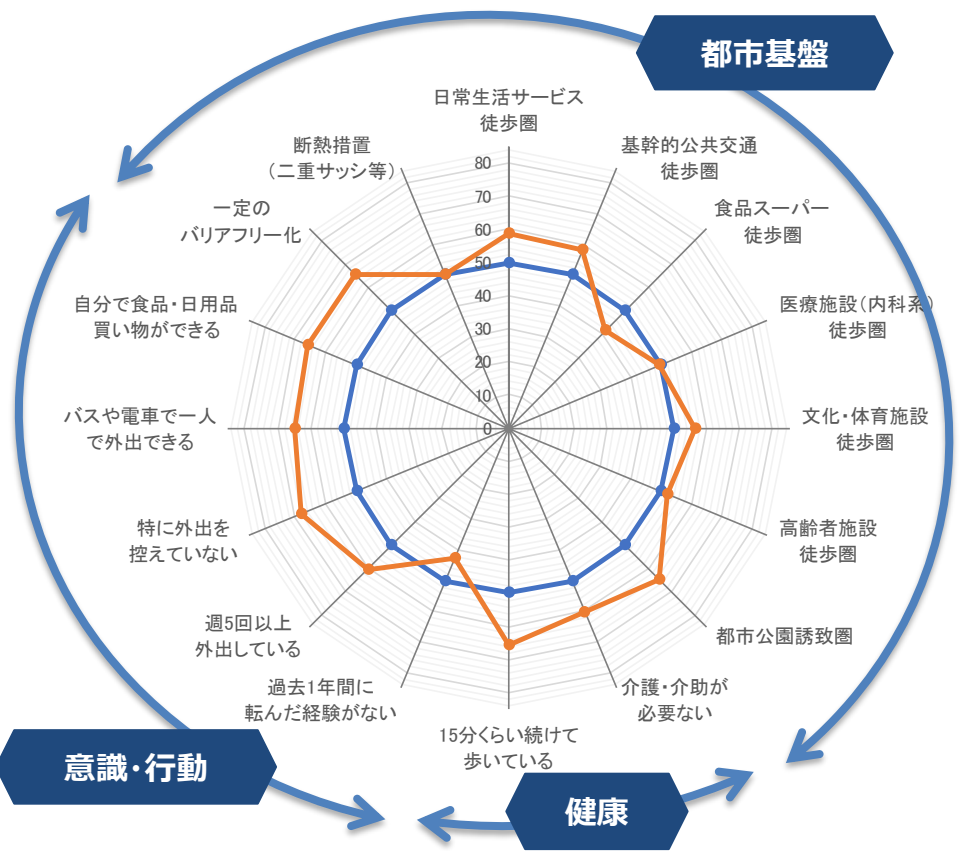 都市基盤
日常生活サービス
徒歩圏
基幹的公共交通
徒歩圏
食品スーパー
徒歩圏
医療施設(内科系)
徒歩圏
文化・体育施設
徒歩圏
高齢者施設
徒歩圏
都市公園誘致圏
介護・介助が
必要ない
15分くらい続けて
歩いている
過去1年間に
転んだ経験がない
週5回以上
外出している
特に外出を
控えていない
バスや電車で一人
で外出できる
自分で食品・日用品
買い物ができる
一定の
バリアフリー化
断熱措置
(二重サッシ等)
80
70
60
50
40
30
20
10
0
意識・行動
健康